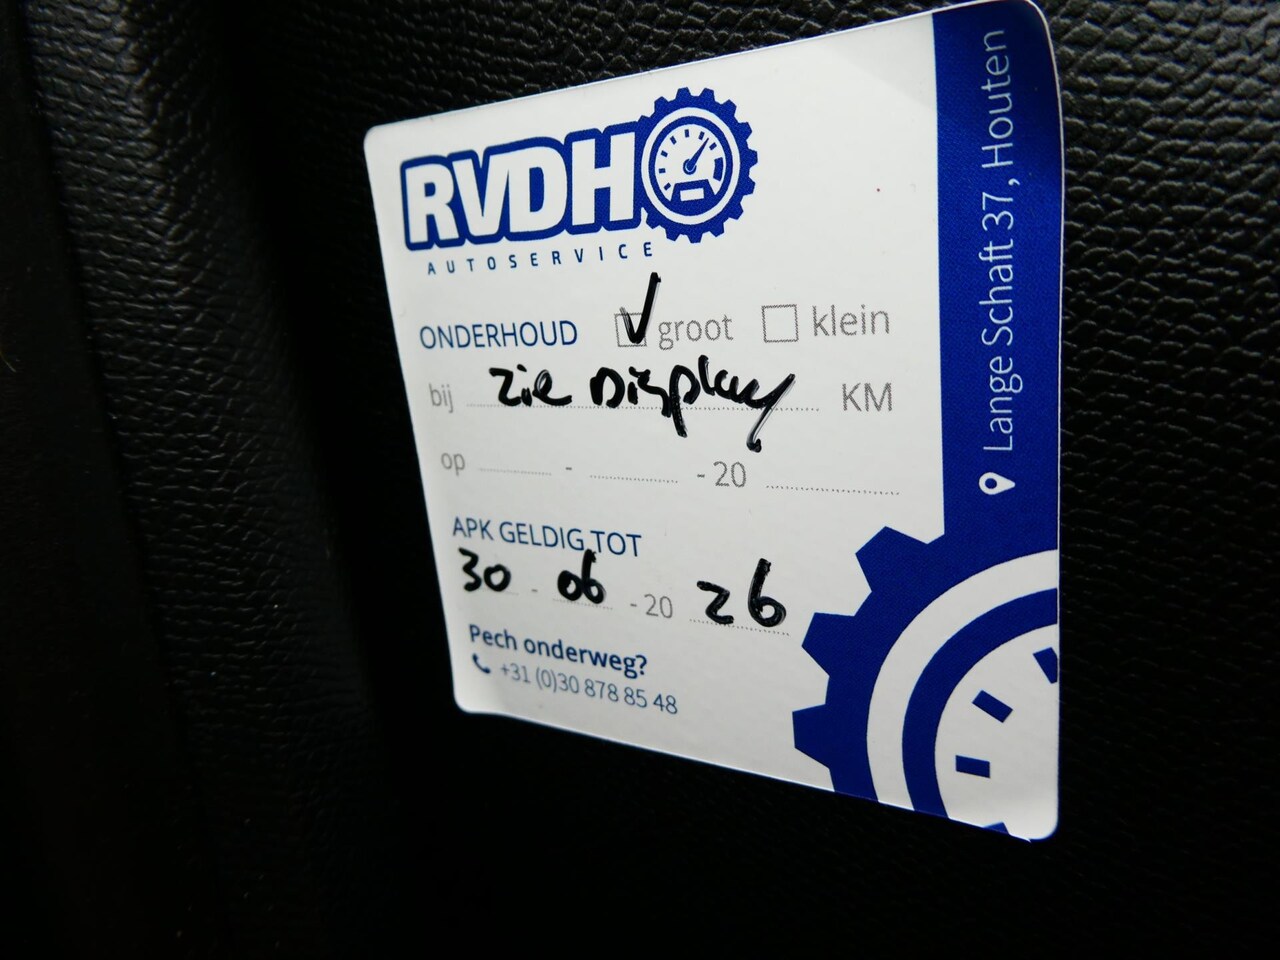 RVDH
AUTOSERVICE
ONDERHOUD groot klein
bij zie Display KM
op - - 20
APK GELDIG TOT
30 - 06 - 20 26
Pech onderweg?
+31 (0)30 878 85 48
Lange Schaft 37, Houten